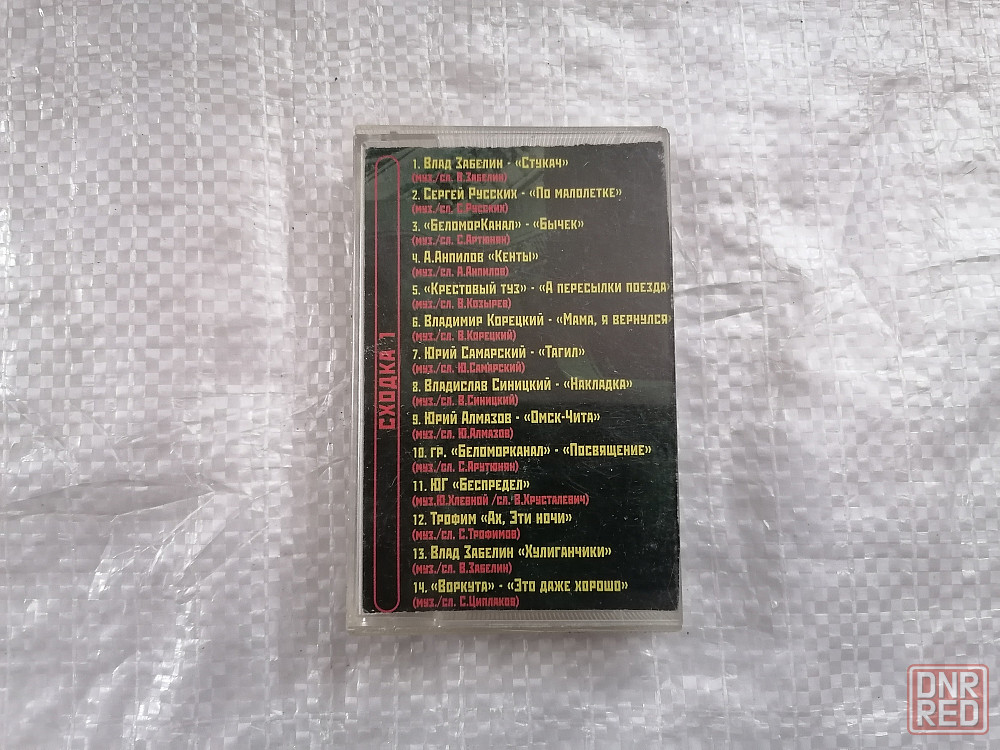 СХОДКА 1
1. Влад Забелин - «Стукач»
(муз./сл. В.Забелин)
2. Сергей Русских - «По малолетке»
(муз./сл. С.Русских)
3. «БеломорКанал» - «Бычек»
(муз./сл. С.Артюнян)
4. А.Анпилов «Кенты»
(муз./сл. А.Анпилов)
5. «Крестовый туз» - «А пересылки поезда
(муз./сл. В.Козырев)
6. Владимир Корецкий - «Мама, я вернулся
(муз./сл. В.Корецкий)
7. Юрий Самарский - «Тагил»
(муз./сл. Ю.Самарский)
8. Владислав Синицкий - «Накладка»
(муз./сл. В.Синицкий)
9. Юрий Алмазов - «Омск-Чита»
(муз./сл. Ю.Алмазов)
10. гр. «Беломорканал» - «Посвящение»
(муз./сл. С.Арутюнян)
11. ЮГ «Беспредел»
(муз.Ю.Хлевной /сл. В.Хрусталевич)
12. Трофим «Ах, Эти ночи»
(муз./сл. С.Трофимов)
13. Влад Забелин «Хулиганчики»
(муз./сл. В.Забелин)
14. «Воркута» - «Это даже хорошо»
(муз./сл. С.Циплаков)
DNR
RED